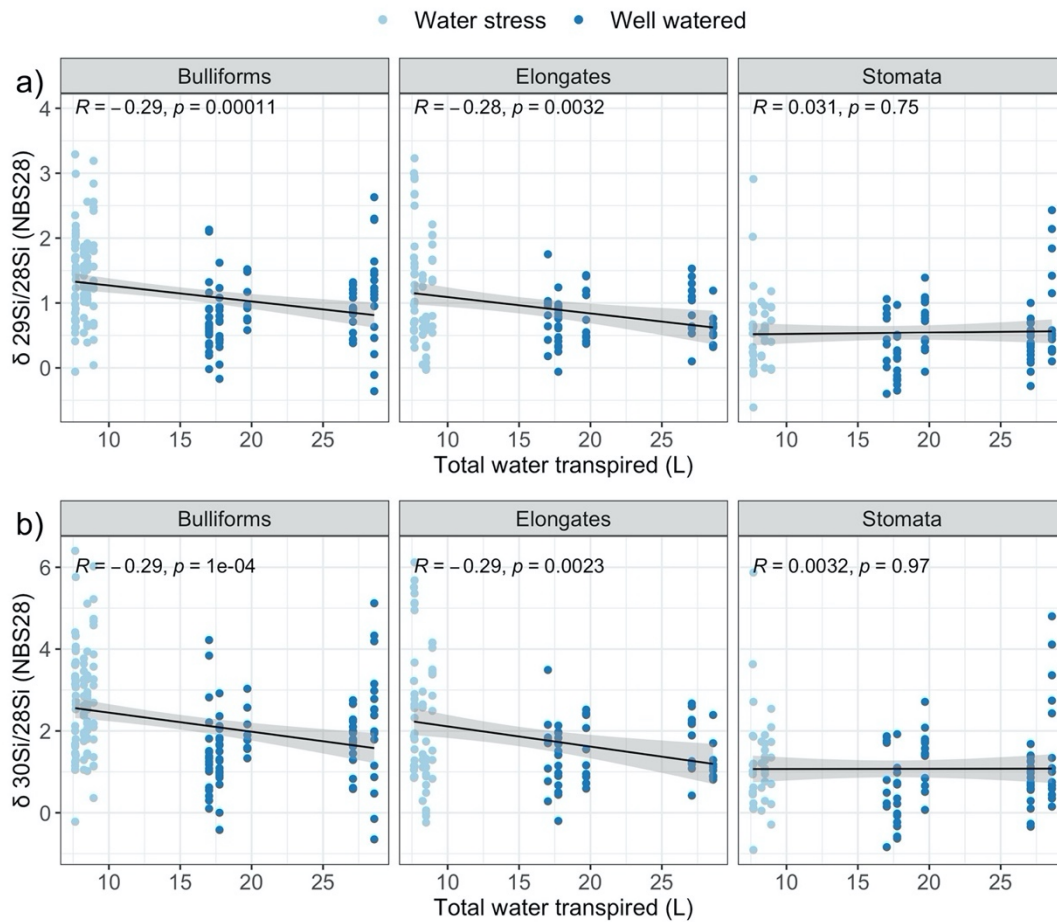 Water stress Well watered
a)
Bulliforms Elongates Stomata
R = −0.29, p = 0.00011 R = −0.28, p = 0.0032 R = 0.031, p = 0.75
4
3
2
1
0
δ 29Si/28Si (NBS28)
10 15 20 25 10 15 20 25 10 15 20 25
Total water transpired (L) Total water transpired (L)
b)
Bulliforms Elongates Stomata
R = −0.29, p = 1e−04 R = −0.29, p = 0.0023 R = 0.0032, p = 0.97
6
4
2
0
δ 30Si/28Si (NBS28)
10 15 20 25 10 15 20 25 10 15 20 25
Total water transpired (L)